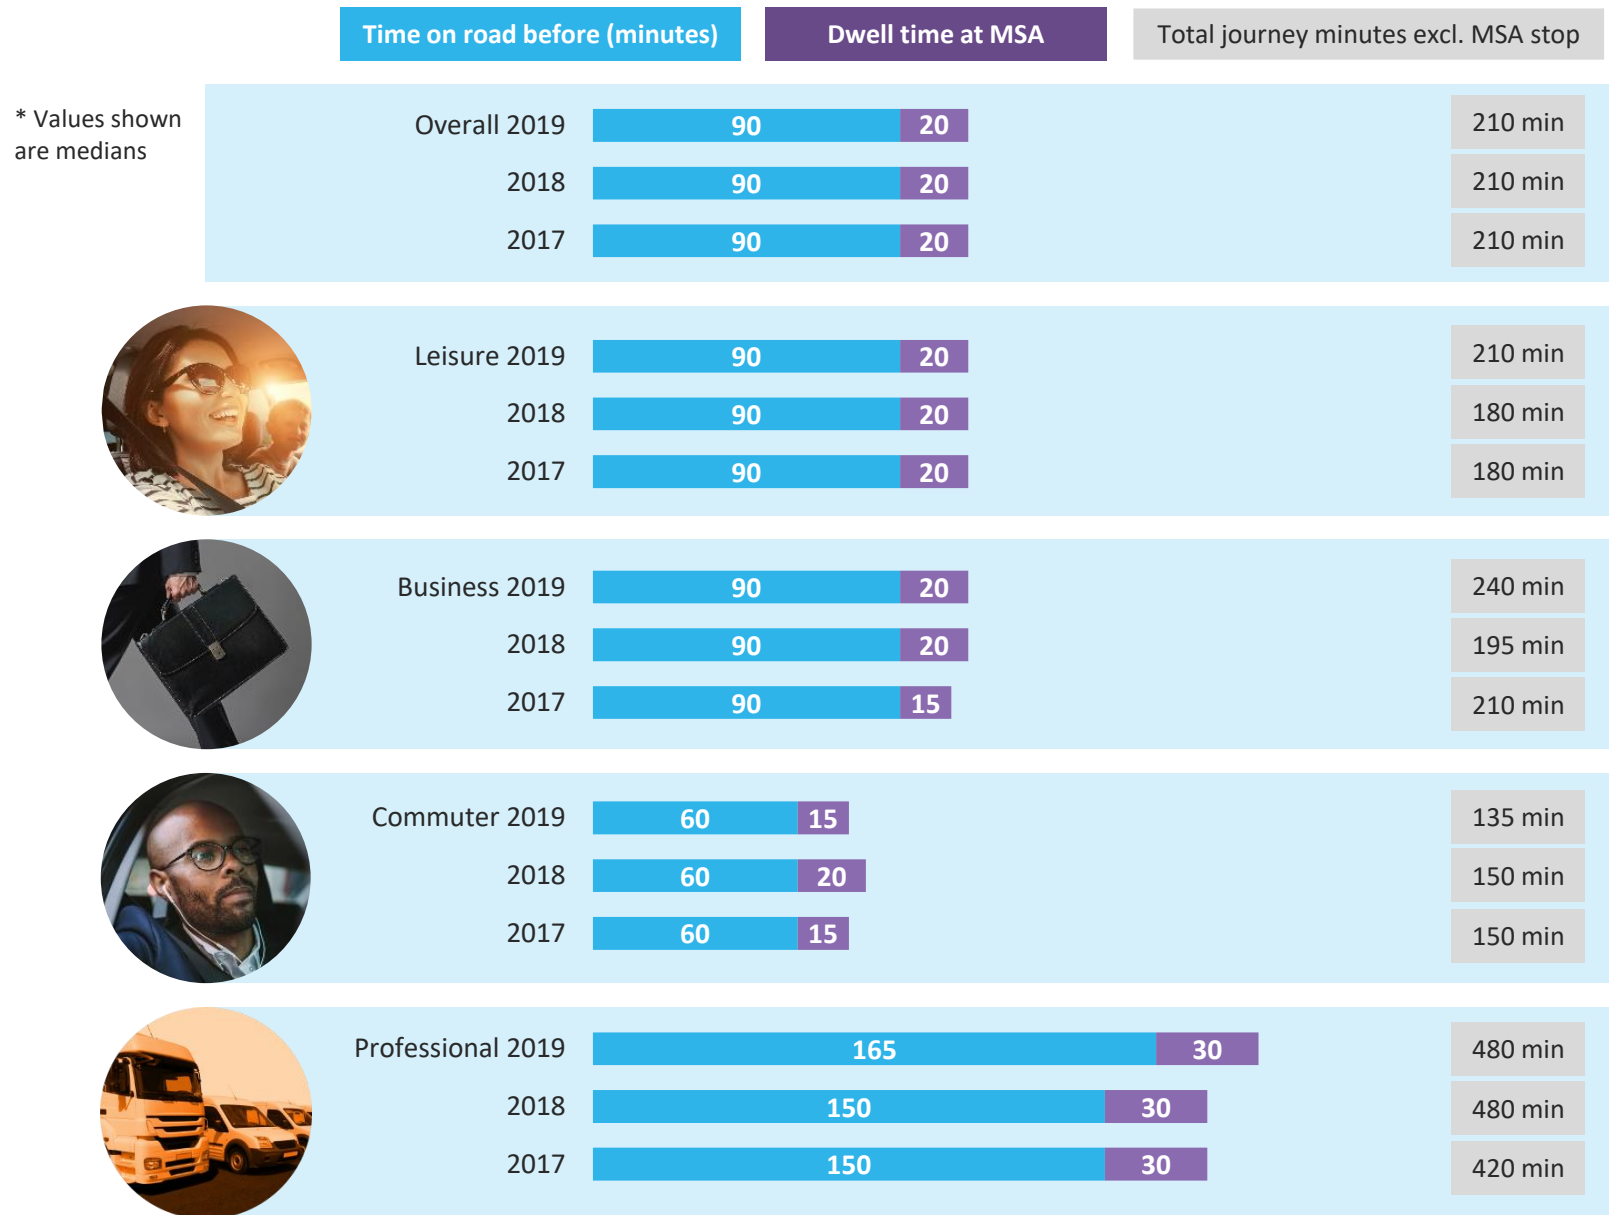 Time on road before (minutes) Dwell time at MSA Total journey minutes excl. MSA stop
* Values shown
are medians
Overall 2019 90 20 210 min
2018 90 20 210 min
2017 90 20 210 min
Leisure 2019 90 20 210 min
2018 90 20 180 min
2017 90 20 180 min
Business 2019 90 20 240 min
2018 90 20 195 min
2017 90 15 210 min
Commuter 2019 60 15 135 min
2018 60 20 150 min
2017 60 15 150 min
Professional 2019 165 30 480 min
2018 150 30 480 min
2017 150 30 420 min